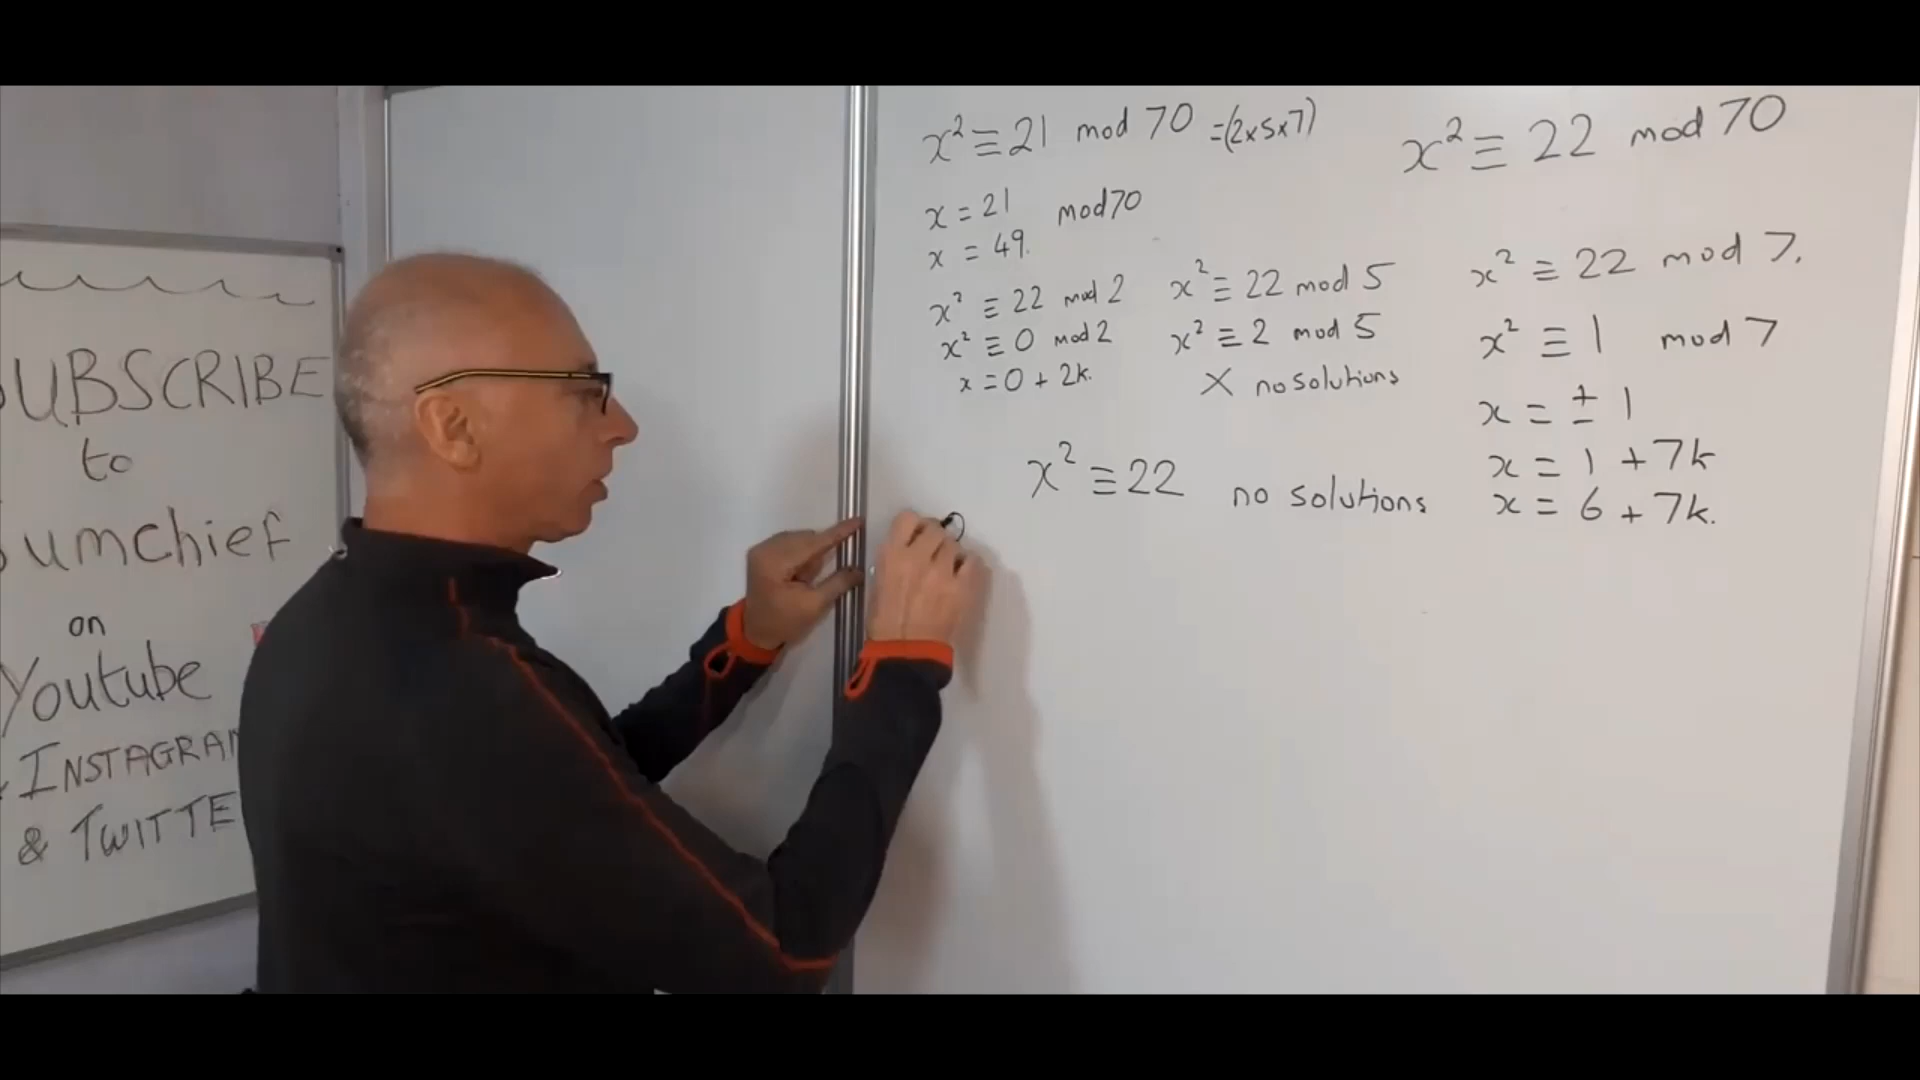 SUBSCRIBE
to
Sumchief
on
Youtube
INSTAGRAM
& TWITTE
x² ≡ 21 mod 70 = (2x5x7)
x = 21 mod 70
x = 49.
x² ≡ 22 mod 2
x² ≡ 0 mod 2
x = 0 + 2k.
x² ≡ 22 mod 5
x² ≡ 2 mod 5
X no solutions
x² ≡ 22 no solutions
x² ≡ 22 mod 70
x² ≡ 22 mod 7.
x² ≡ 1 mod 7
x = ± 1
x = 1 + 7k
x = 6 + 7k.